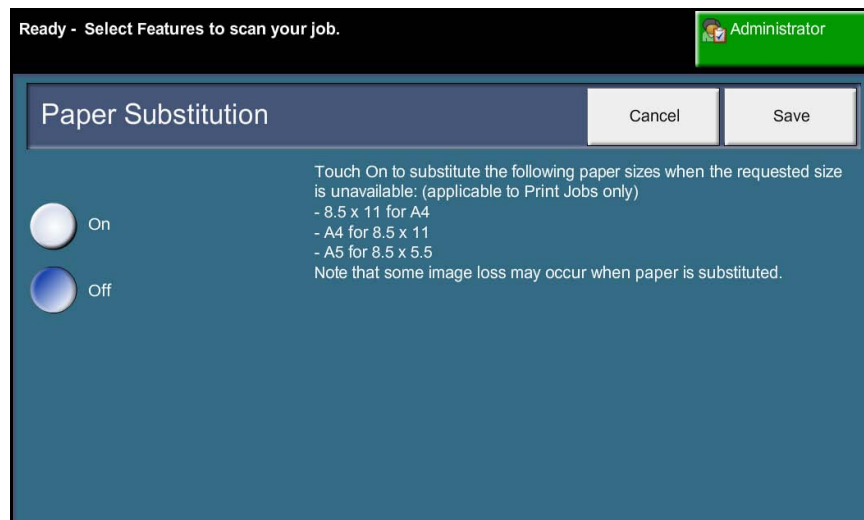 Ready - Select Features to scan your job.
Administrator
Paper Substitution
Cancel
Save
Touch On to substitute the following paper sizes when the requested size
is unavailable: (applicable to Print Jobs only)
- 8.5 x 11 for A4
- A4 for 8.5 x 11
- A5 for 8.5 x 5.5
Note that some image loss may occur when paper is substituted.
On
Off